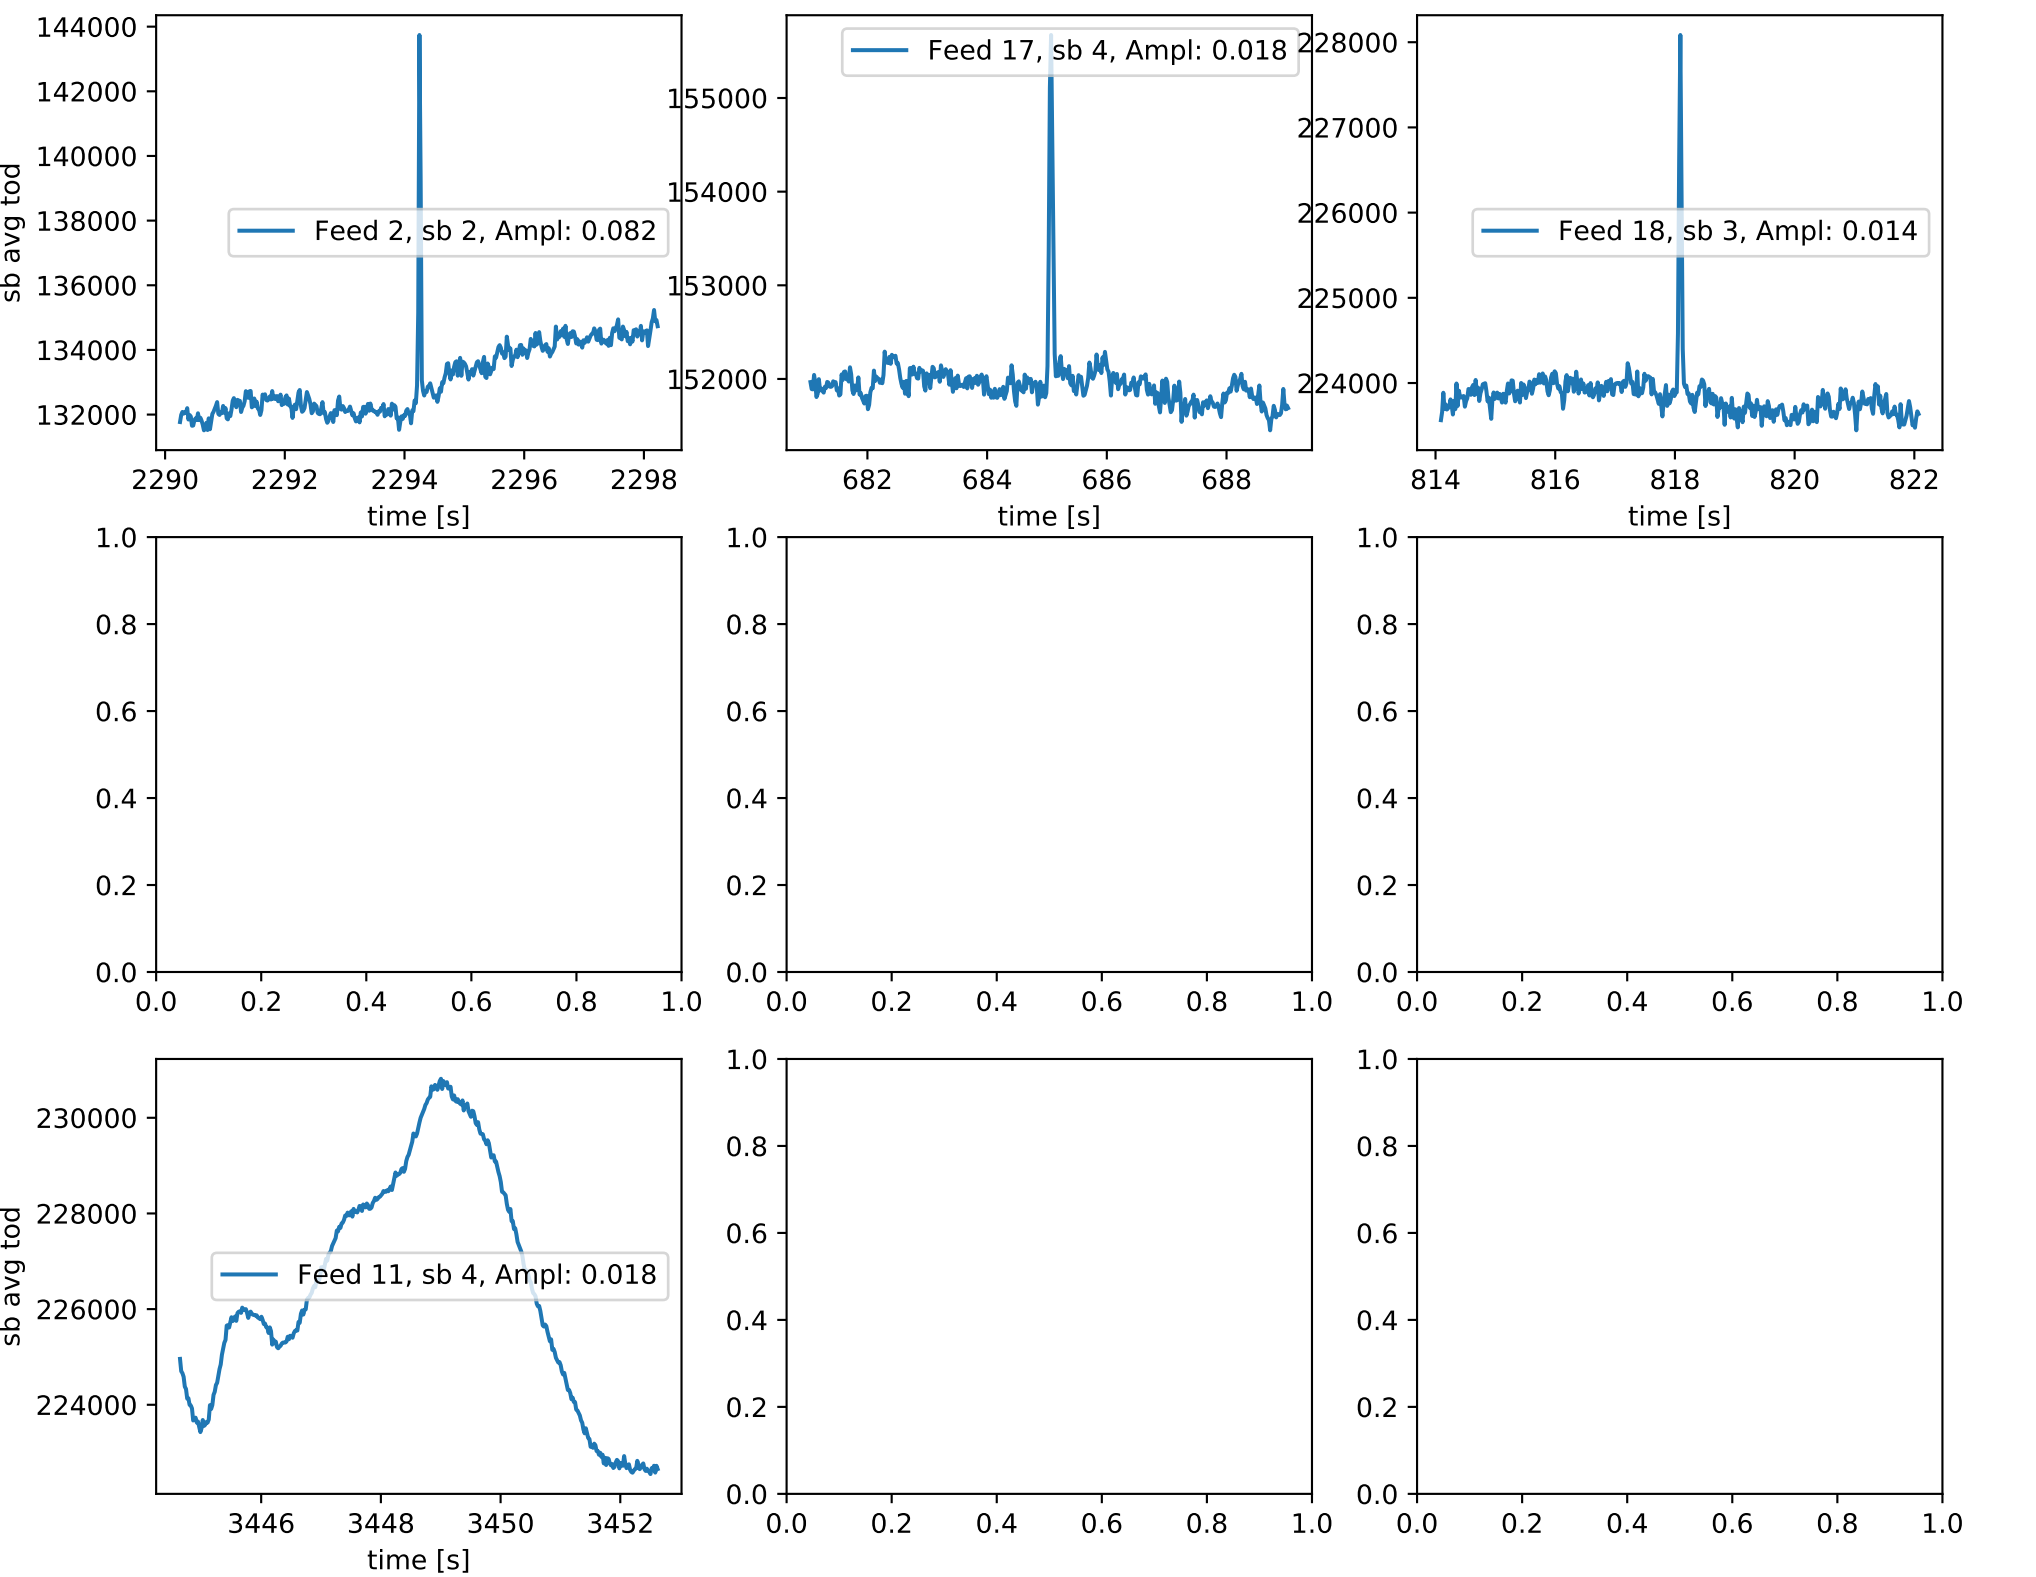 144000
142000
140000
138000
136000
134000
132000
sb avg tod
Feed 2, sb 2, Ampl: 0.082
2290 2292 2294 2296 2298
time [s]
155000
154000
153000
152000
Feed 17, sb 4, Ampl: 0.018
682 684 686 688
time [s]
228000
227000
226000
225000
224000
Feed 18, sb 3, Ampl: 0.014
814 816 818 820 822
time [s]
1.0
0.8
0.6
0.4
0.2
0.0
0.0 0.2 0.4 0.6 0.8 1.0
1.0
0.8
0.6
0.4
0.2
0.0
0.0 0.2 0.4 0.6 0.8 1.0
1.0
0.8
0.6
0.4
0.2
0.0
0.0 0.2 0.4 0.6 0.8 1.0
230000
228000
226000
224000
sb avg tod
Feed 11, sb 4, Ampl: 0.018
3446 3448 3450 3452
time [s]
1.0
0.8
0.6
0.4
0.2
0.0
0.0 0.2 0.4 0.6 0.8 1.0
1.0
0.8
0.6
0.4
0.2
0.0
0.0 0.2 0.4 0.6 0.8 1.0